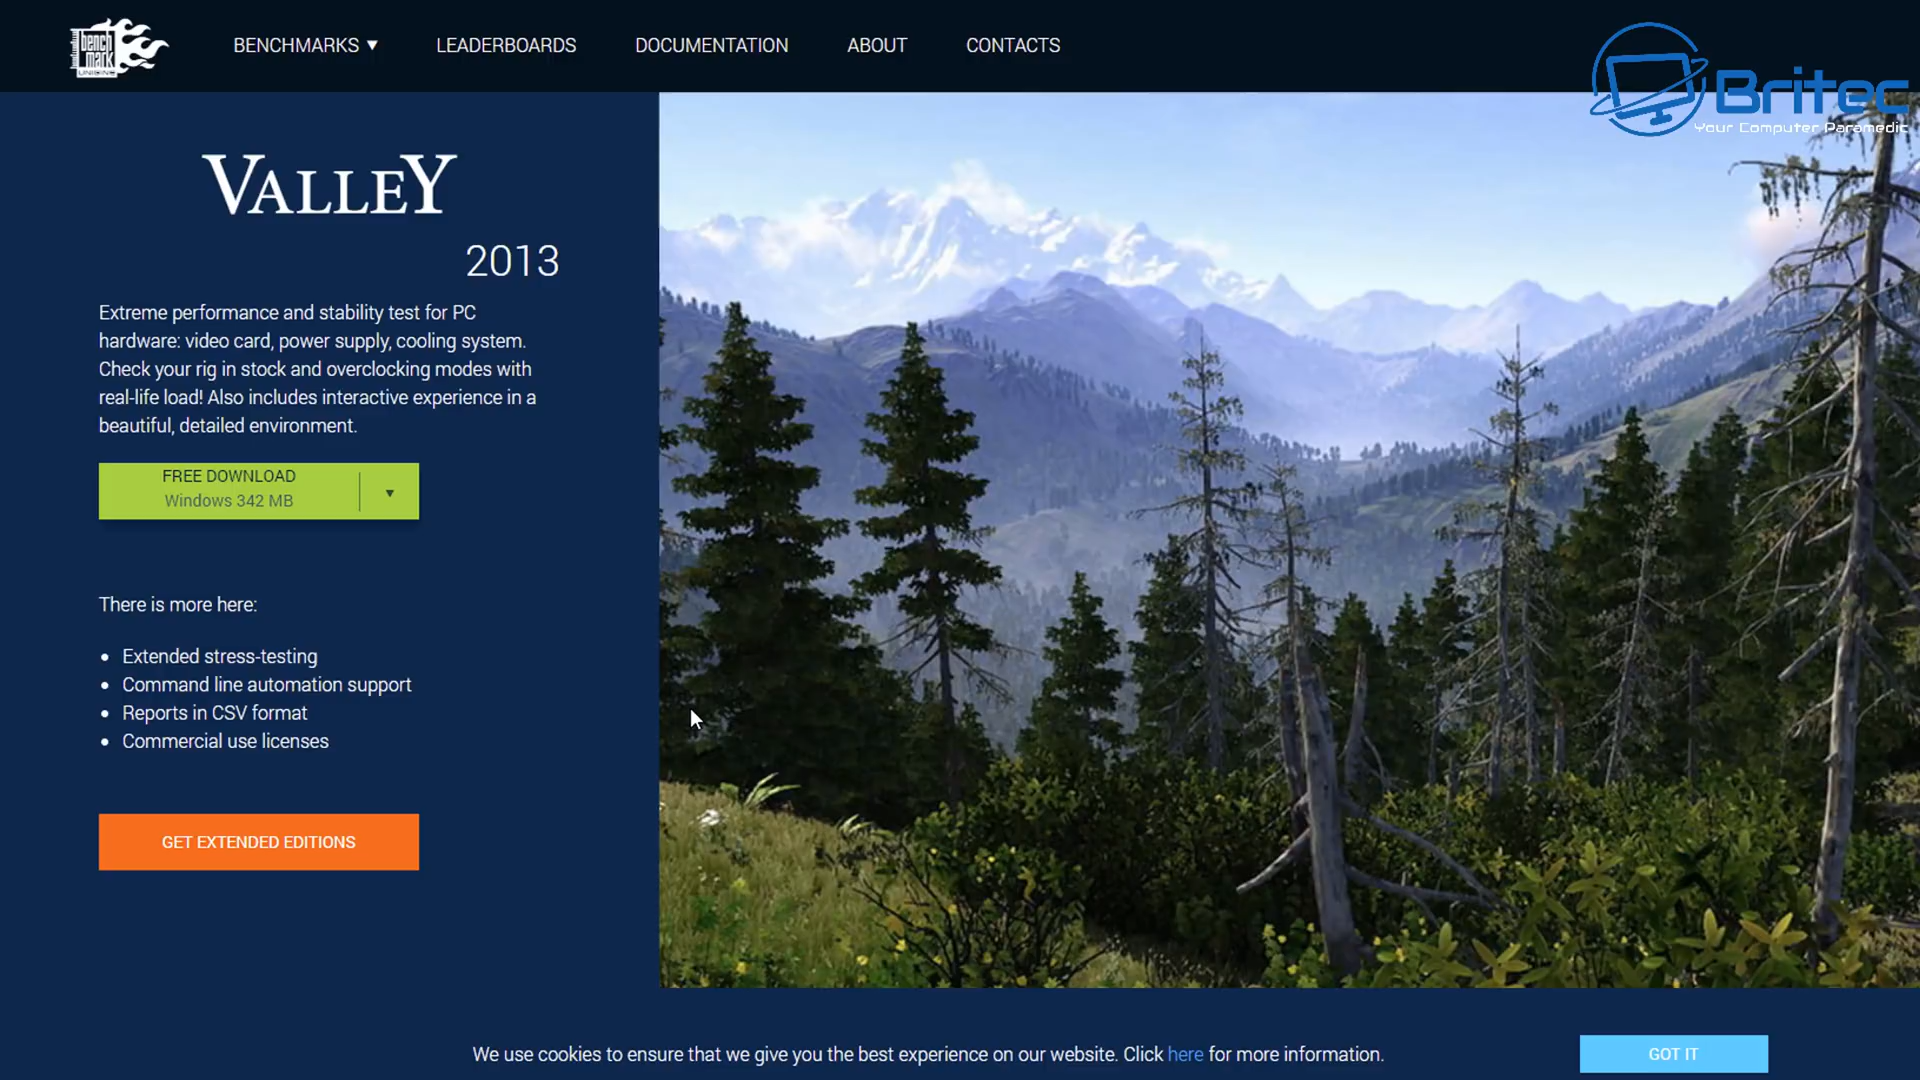 bench
mark
UNIGINE
BENCHMARKS ▼ LEADERBOARDS DOCUMENTATION ABOUT CONTACTS
Britec
Your Computer Paramedic
VALLEY
2013
Extreme performance and stability test for PC
hardware: video card, power supply, cooling system.
Check your rig in stock and overclocking modes with
real-life load! Also includes interactive experience in a
beautiful, detailed environment.
FREE DOWNLOAD
Windows 342 MB
There is more here:
• Extended stress-testing
• Command line automation support
• Reports in CSV format
• Commercial use licenses
GET EXTENDED EDITIONS
We use cookies to ensure that we give you the best experience on our website. Click here for more information.
GOT IT